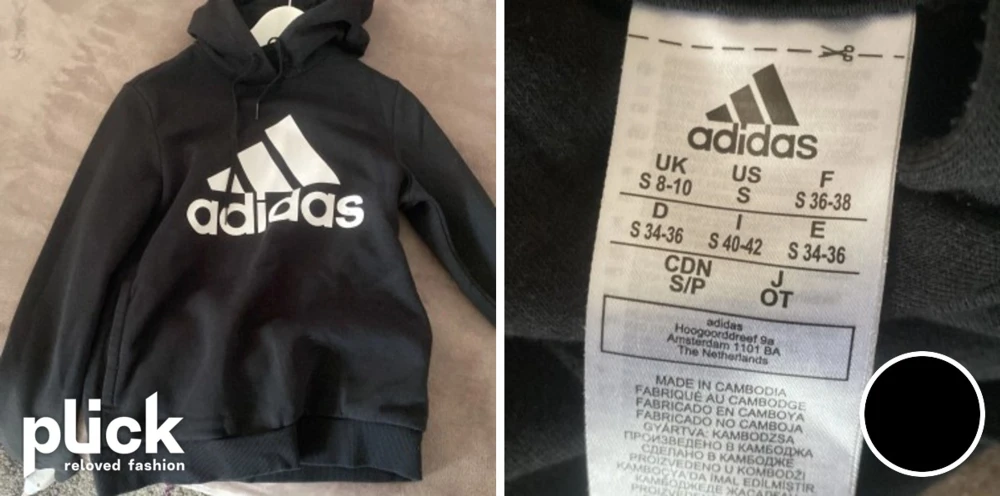 adidas
plick
reloved fashion
adidas
UK US F
S 8-10 S S 36-38
D I E
S 34-36 S 40-42 S 34-36
CDN J
S/P OT
adidas
Hoogoorddreef 9a
Amsterdam 1101 BA
The Netherlands
MADE IN CAMBODIA
FABRIQUÉ AU CAMBODGE
FABRICADO EN CAMBOYA
FABRICADO NO CAMBOJA
GYÁRTVA: KAMBODZSA
ПРОИЗВЕДЕНО В КАМБОДЖА
СДЕЛАНО В КАМБОДЖЕ
PROIZVEDENO U KOMBODŽI
KAMBOÇYA'DA IMAL EDİLMİŞTİR